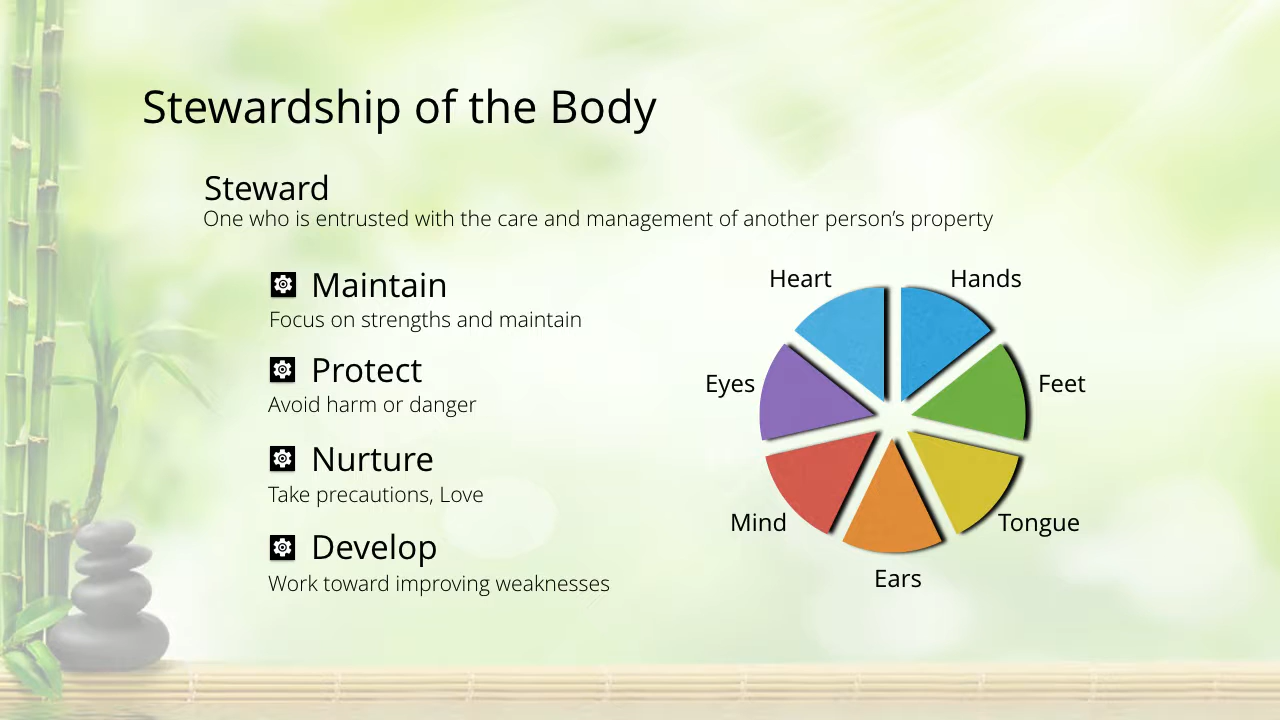 Stewardship of the Body
Steward
One who is entrusted with the care and management of another person’s property
Maintain
Focus on strengths and maintain
Protect
Avoid harm or danger
Nurture
Take precautions, Love
Develop
Work toward improving weaknesses
Heart
Hands
Eyes
Feet
Mind
Tongue
Ears